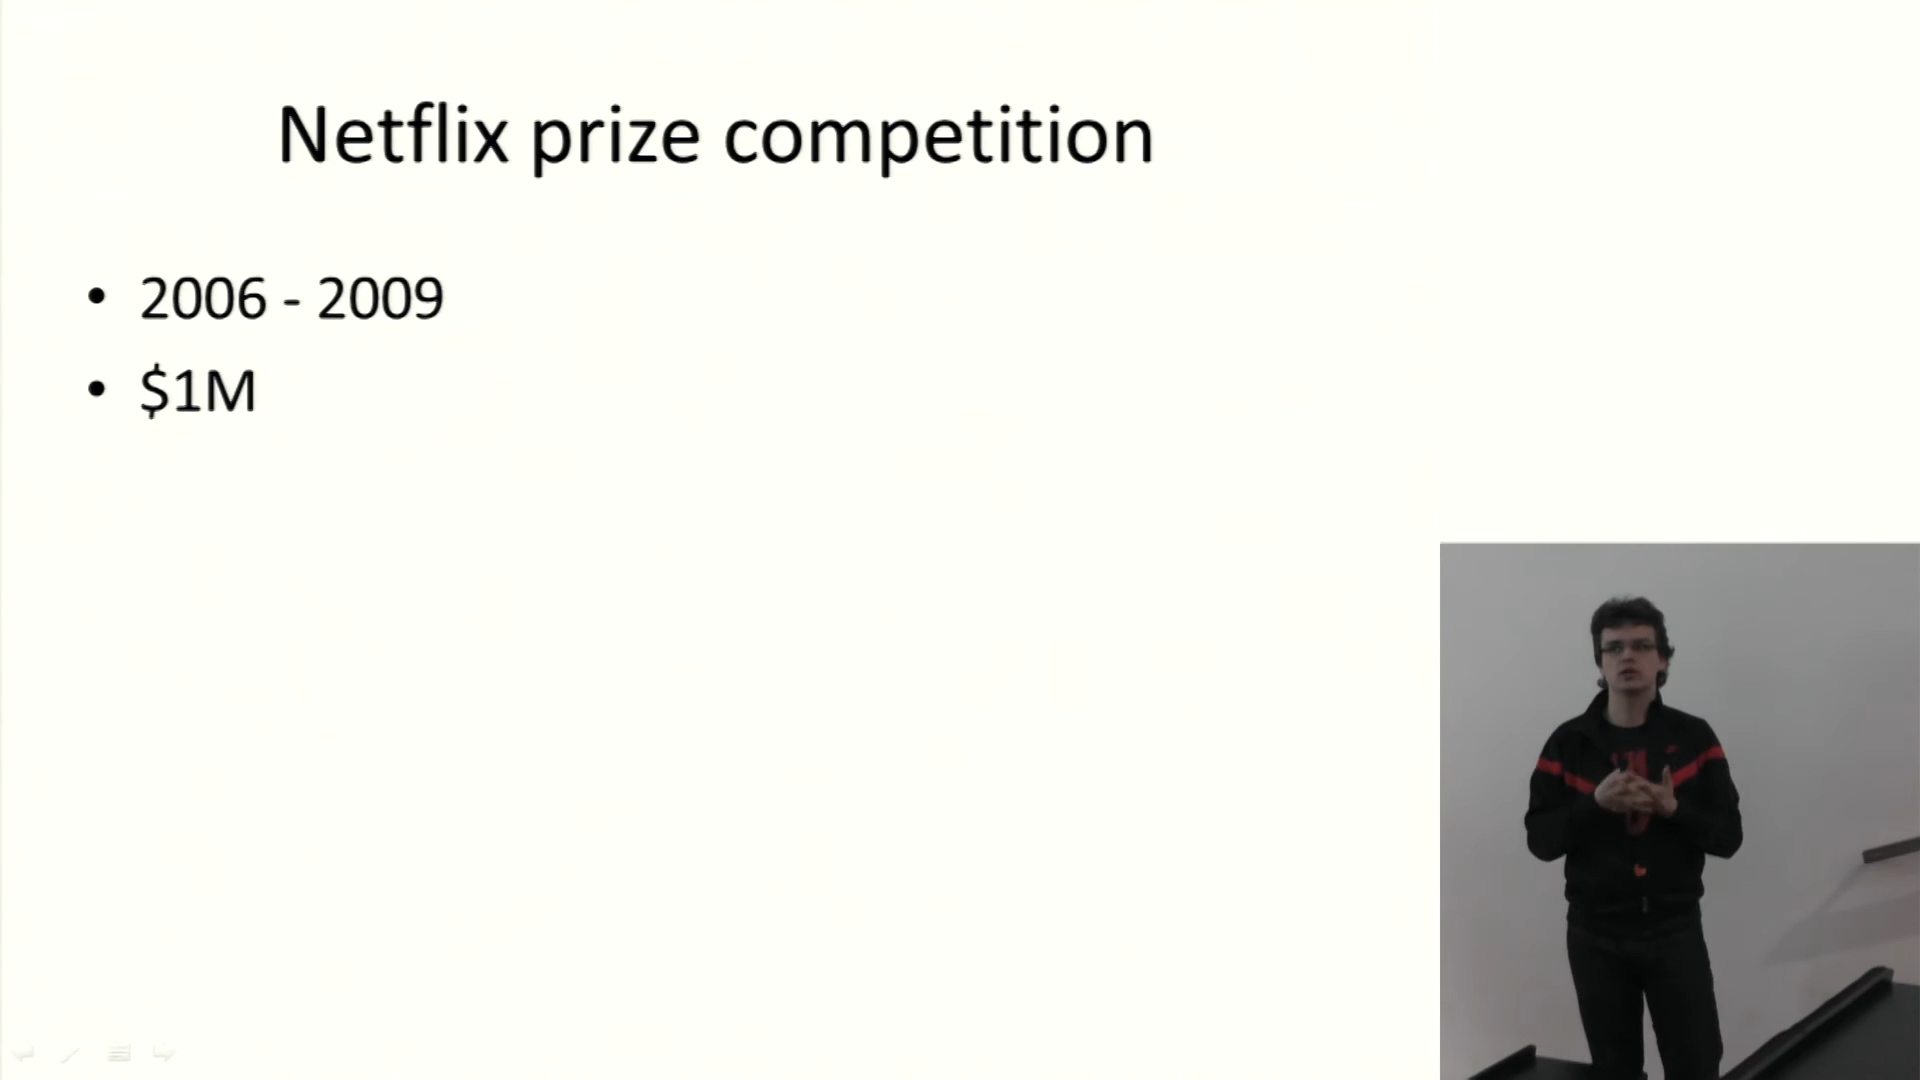 Netflix prize competition
• 2006 - 2009
• $1M